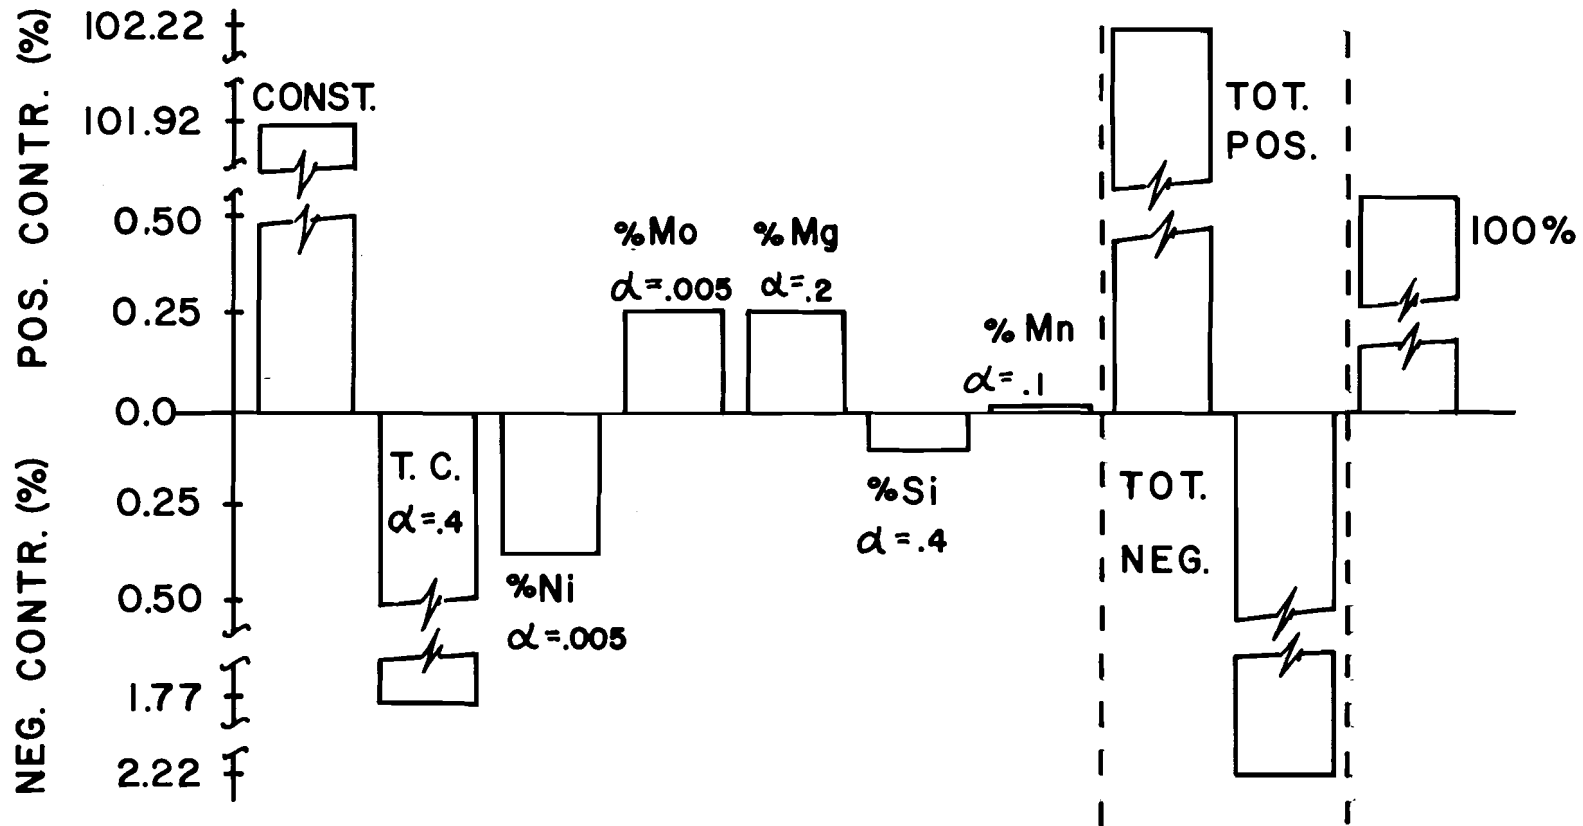 POS. CONTR. (%)
NEG. CONTR. (%)
102.22
101.92
0.50
0.25
0.0
0.25
0.50
1.77
2.22
CONST.
T. C.
α=.4
%Ni
α=.005
%Mo
α=.005
%Mg
α=.2
%Si
α=.4
%Mn
α=.1
TOT.
POS.
TOT.
NEG.
100%